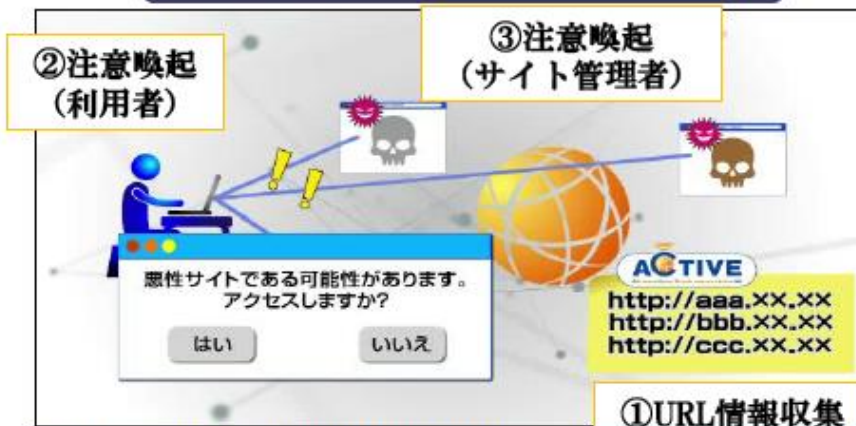 ②注意喚起
（利用者）
③注意喚起
（サイト管理者）
悪性サイトである可能性があります。
アクセスしますか?
はい
いいえ
ACTIVE
http://aaa.××.××
http://bbb.××.××
http://ccc.××.××
①URL情報収集